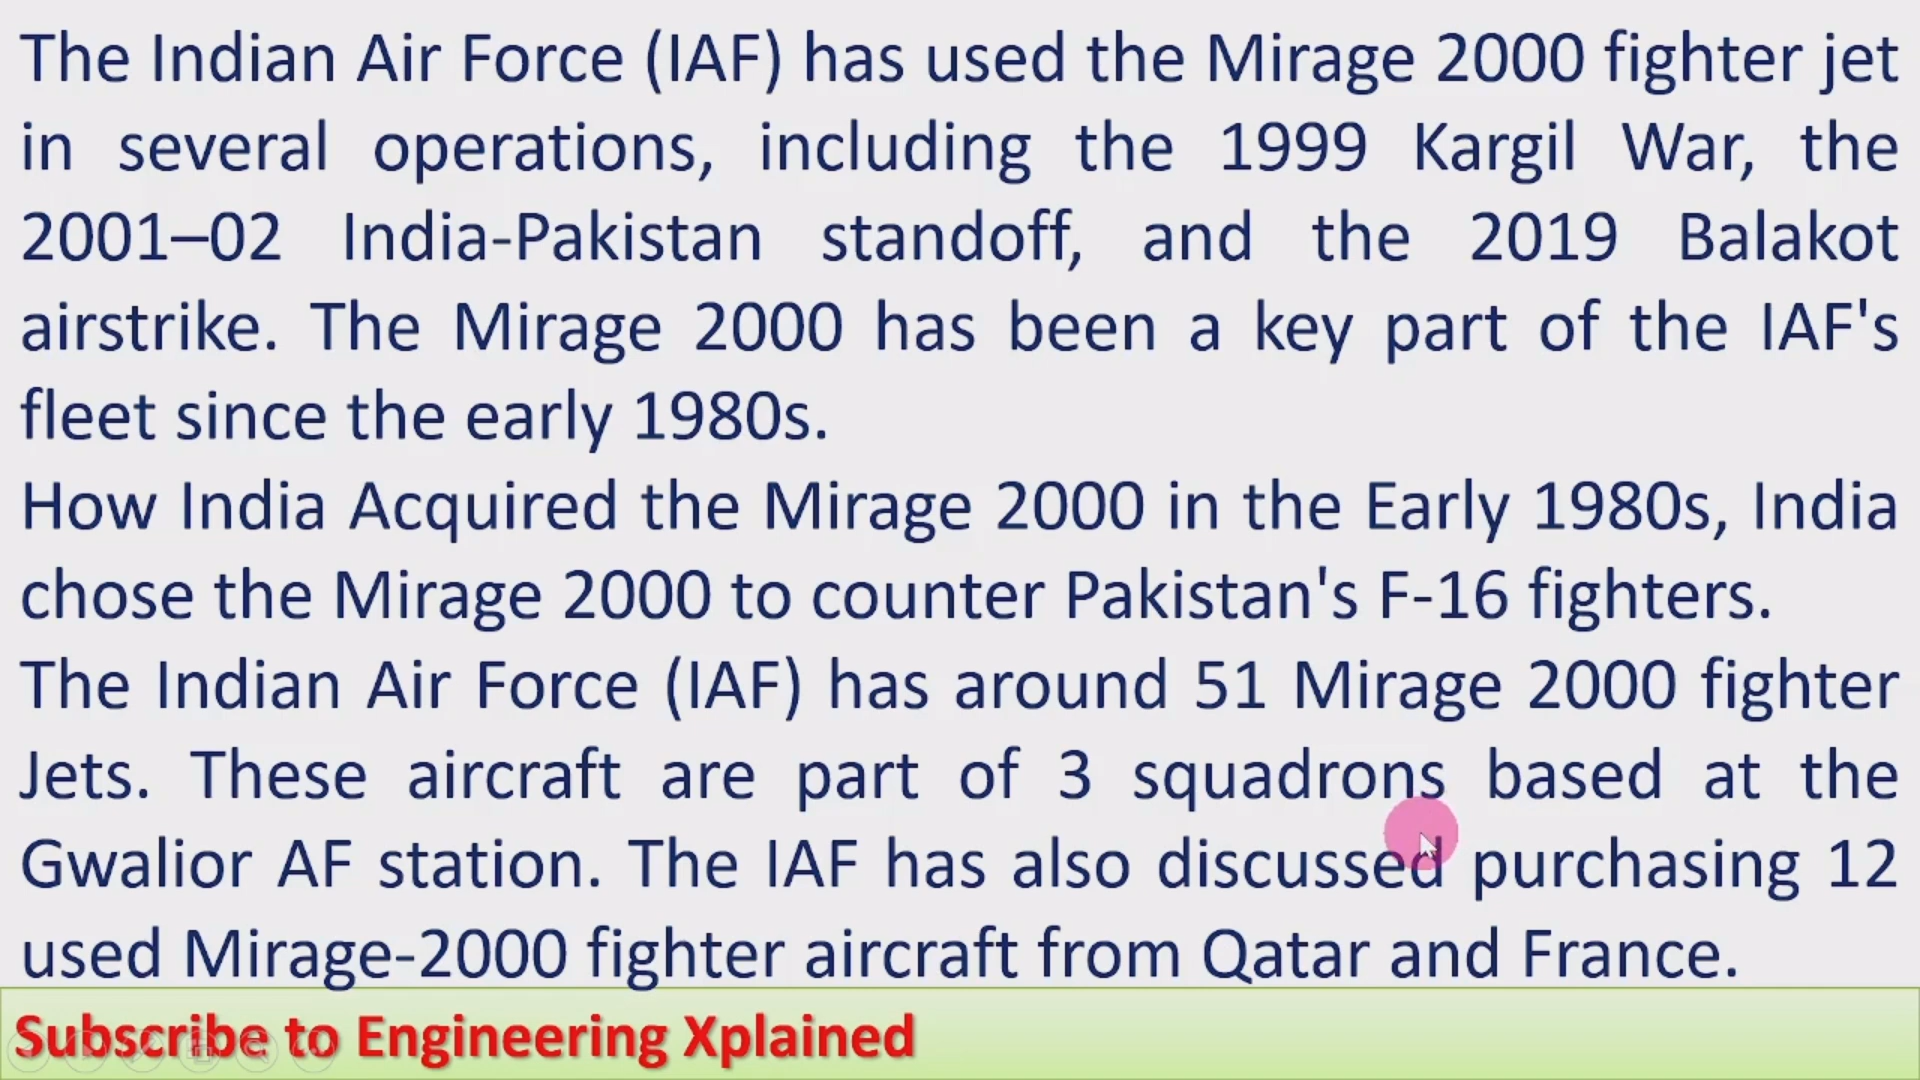 The Indian Air Force (IAF) has used the Mirage 2000 fighter jet
in several operations, including the 1999 Kargil War, the
2001–02 India-Pakistan standoff, and the 2019 Balakot
airstrike. The Mirage 2000 has been a key part of the IAF's
fleet since the early 1980s.
How India Acquired the Mirage 2000 in the Early 1980s, India
chose the Mirage 2000 to counter Pakistan's F-16 fighters.
The Indian Air Force (IAF) has around 51 Mirage 2000 fighter
Jets. These aircraft are part of 3 squadrons based at the
Gwalior AF station. The IAF has also discussed purchasing 12
used Mirage-2000 fighter aircraft from Qatar and France.
Subscribe to Engineering Xplained